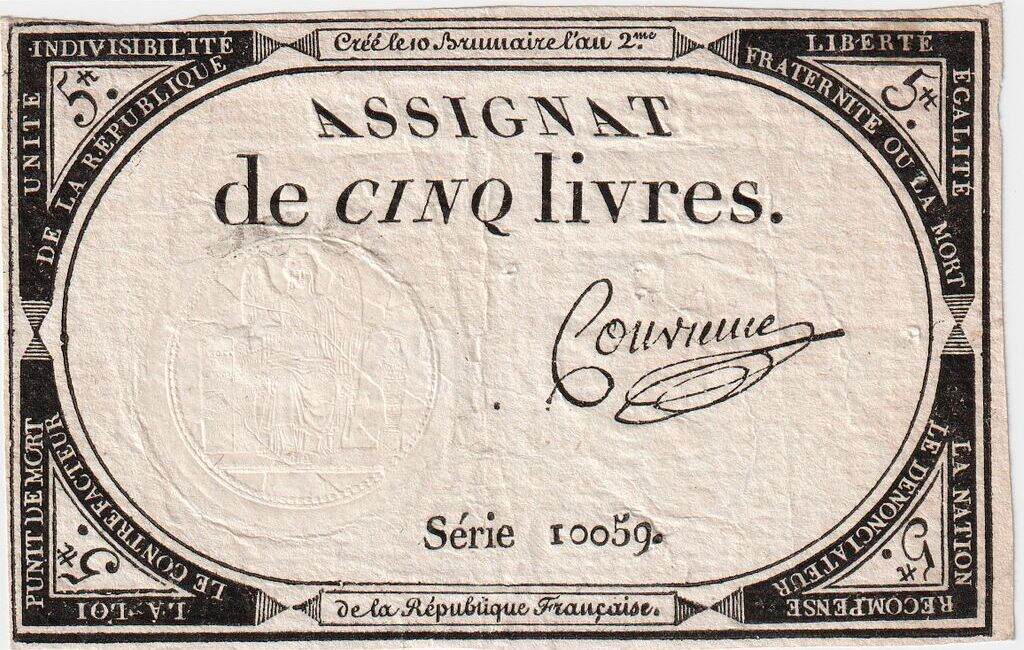 Créé le 10 Brumaire l'an 2.me
UNITÉ INDIVISIBILITÉ
DE LA RÉPUBLIQUE
LIBERTÉ ÉGALITÉ
FRATERNITÉ OU LA MORT
5#.
5#.
ASSIGNAT
de CINQ livres.
Série 10059.
LA LOI PUNIT DE MORT
LE CONTREFACTEUR
LA NATION RÉCOMPENSE
LE DÉNONCIATEUR
5#.
5#.
de la République Française.